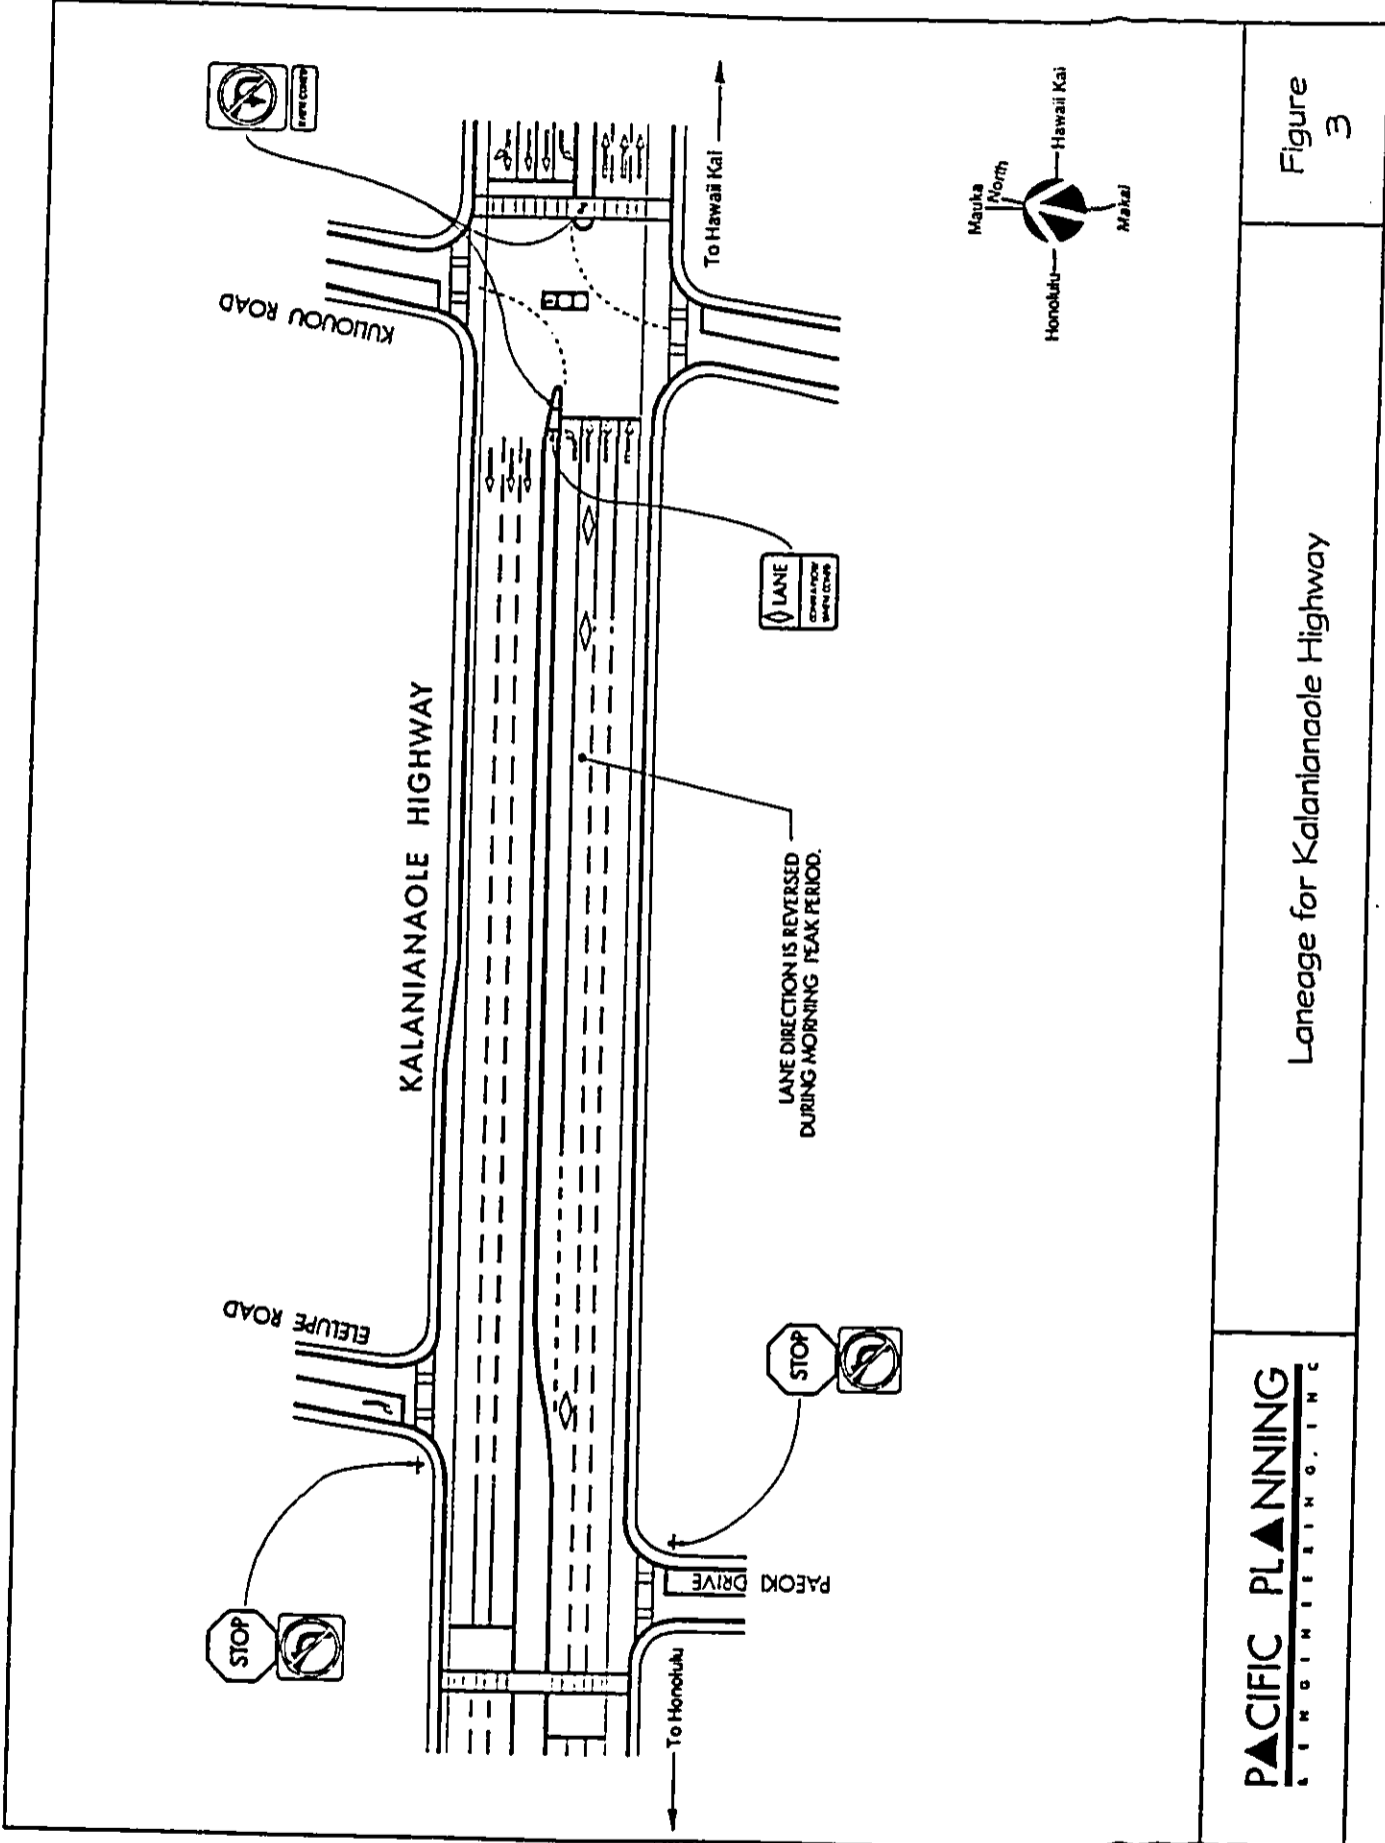 KULIOUOU ROAD
To Hawaii Kai
Mauka
North
Hawaii Kai
Honolulu
Makai
KALANIANAOLE HIGHWAY
LANE
LANE DIRECTION IS REVERSED
DURING MORNING PEAK PERIOD.
ELELUPE ROAD
STOP
STOP
PAEOKI DRIVE
To Honolulu
PACIFIC PLANNING
& ENGINEERING, INC
Laneage for Kalanianaole Highway
Figure
3